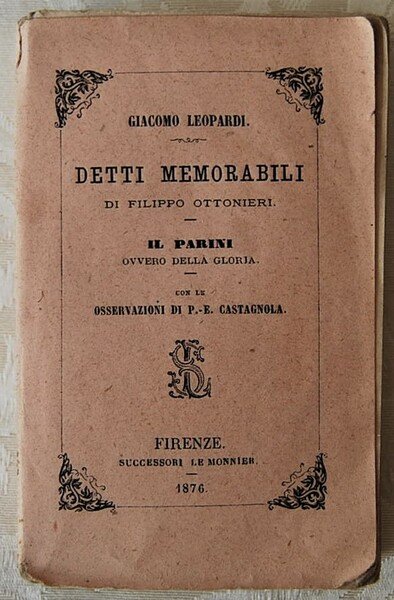 GIACOMO LEOPARDI.
DETTI MEMORABILI
DI FILIPPO OTTONIERI.
IL PARINI
OVVERO DELLA GLORIA.
CON LE
OSSERVAZIONI DI P.-E. CASTAGNOLA.
FIRENZE.
SUCCESSORI LE MONNIER.
1876.